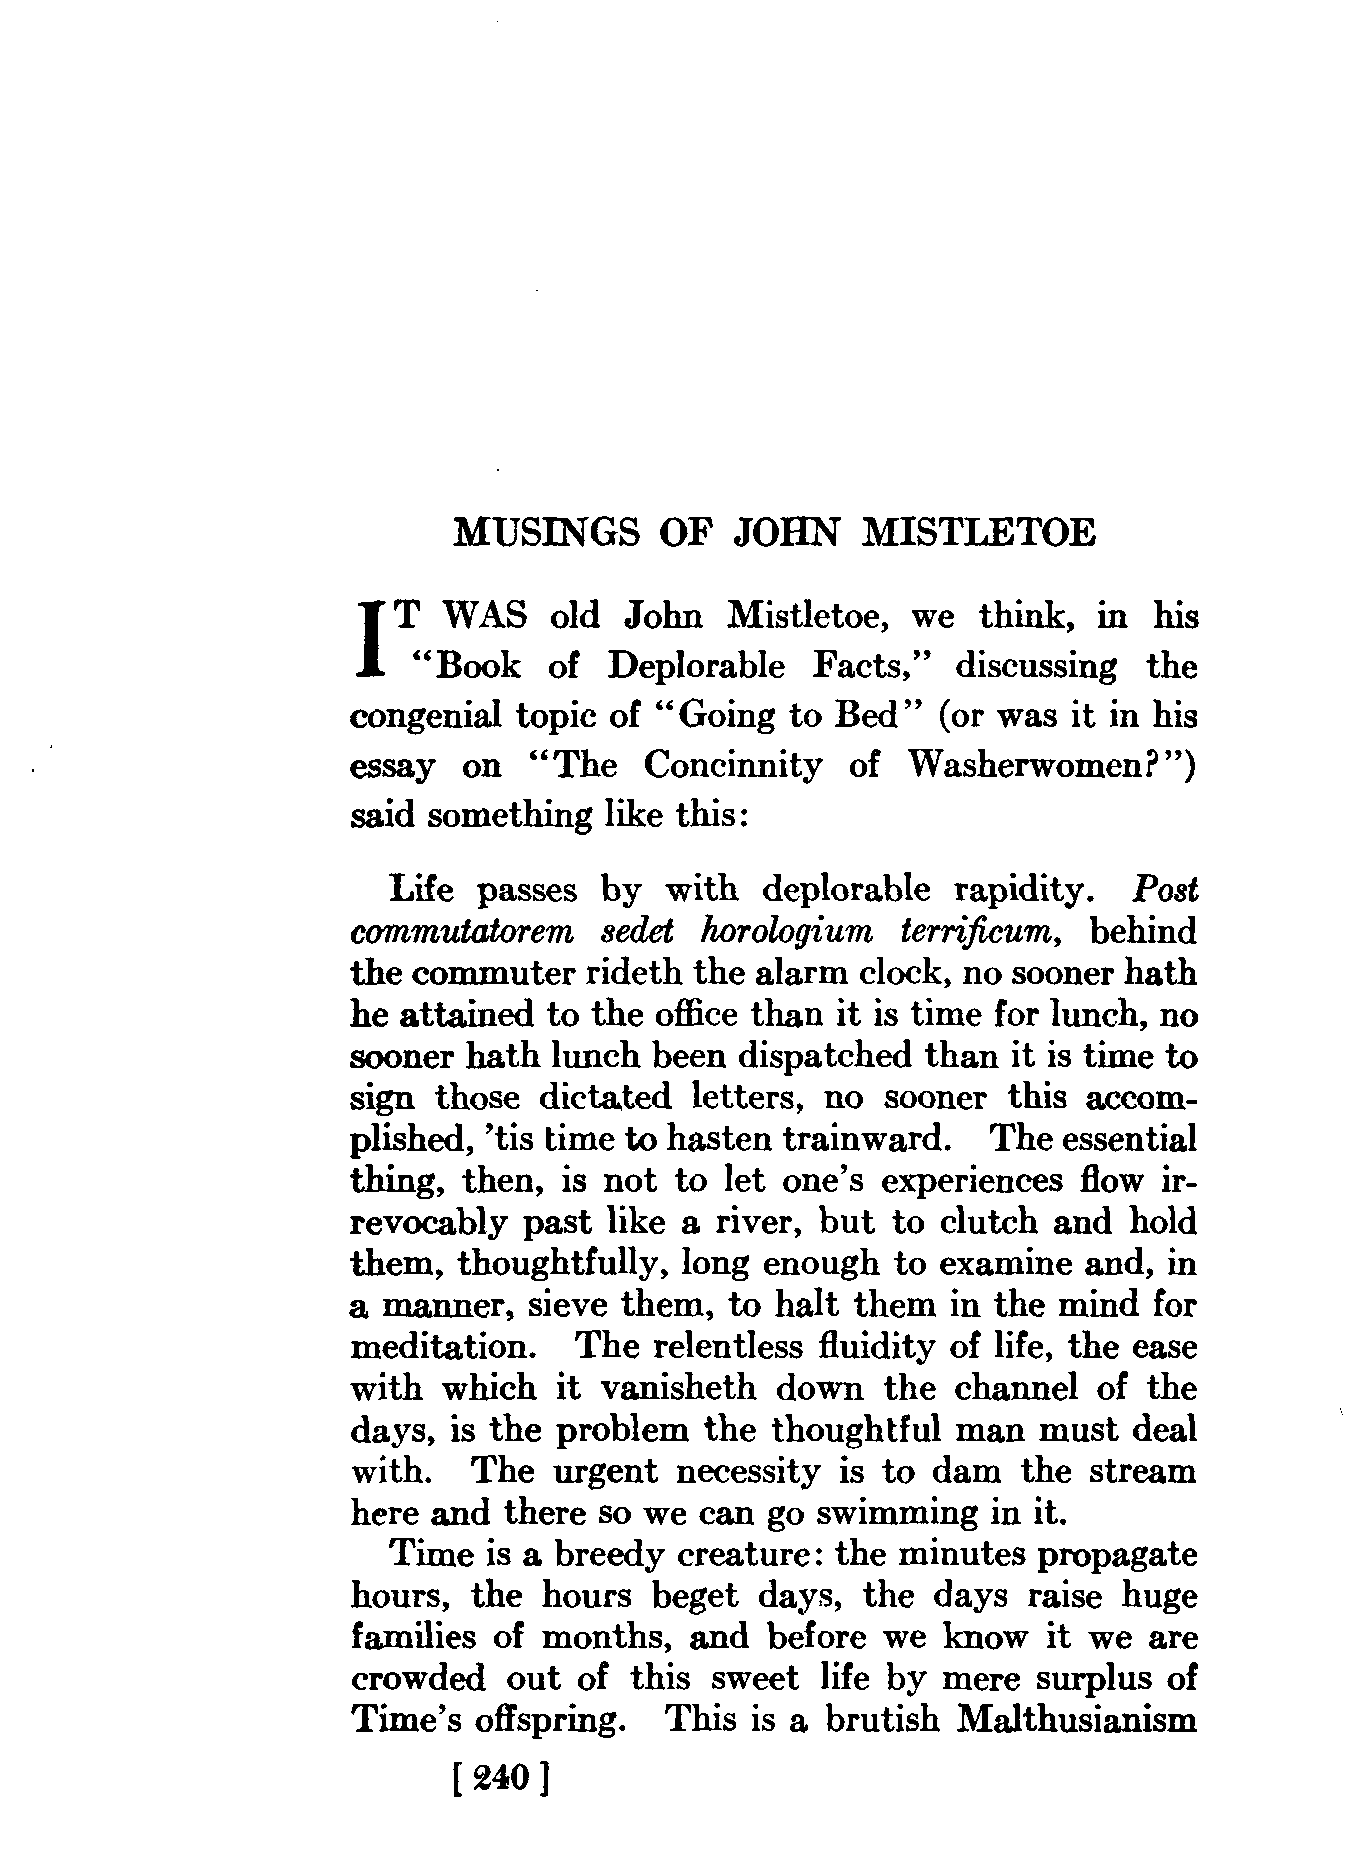 MUSINGS OF JOHN MISTLETOE
IT WAS old John Mistletoe, we think, in his
“Book of Deplorable Facts,” discussing the
congenial topic of “Going to Bed” (or was it in his
essay on “The Concinnity of Washerwomen?”)
said something like this:
Life passes by with deplorable rapidity. Post
commutatorem sedet horologium terrificum, behind
the commuter rideth the alarm clock, no sooner hath
he attained to the office than it is time for lunch, no
sooner hath lunch been dispatched than it is time to
sign those dictated letters, no sooner this accom-
plished, ’tis time to hasten trainward. The essential
thing, then, is not to let one’s experiences flow ir-
revocably past like a river, but to clutch and hold
them, thoughtfully, long enough to examine and, in
a manner, sieve them, to halt them in the mind for
meditation. The relentless fluidity of life, the ease
with which it vanisheth down the channel of the
days, is the problem the thoughtful man must deal
with. The urgent necessity is to dam the stream
here and there so we can go swimming in it.
Time is a breedy creature: the minutes propagate
hours, the hours beget days, the days raise huge
families of months, and before we know it we are
crowded out of this sweet life by mere surplus of
Time’s offspring. This is a brutish Malthusianism
[ 240 ]